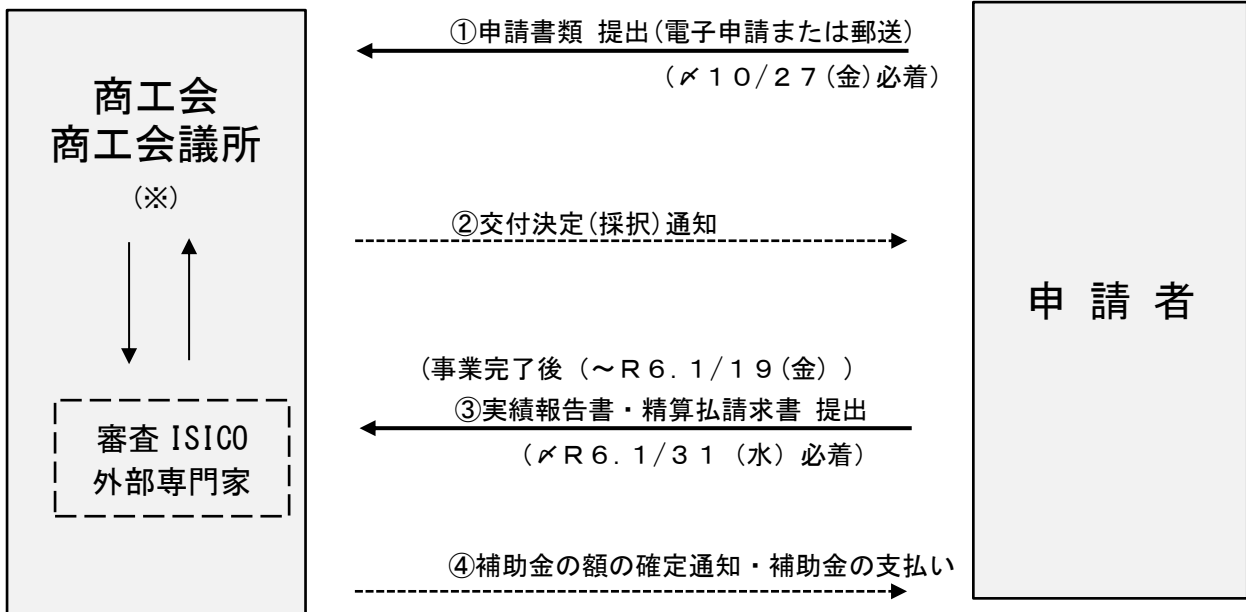 ①申請書類 提出(電子申請または郵送)
(〆10/27(金)必着)
商工会
商工会議所
(※)
②交付決定(採択)通知
申 請 者
(事業完了後（～R6.1/19(金)）)
③実績報告書・精算払請求書 提出
(〆R6.1/31（水）必着)
審査 ISICO
外部専門家
④補助金の額の確定通知・補助金の支払い